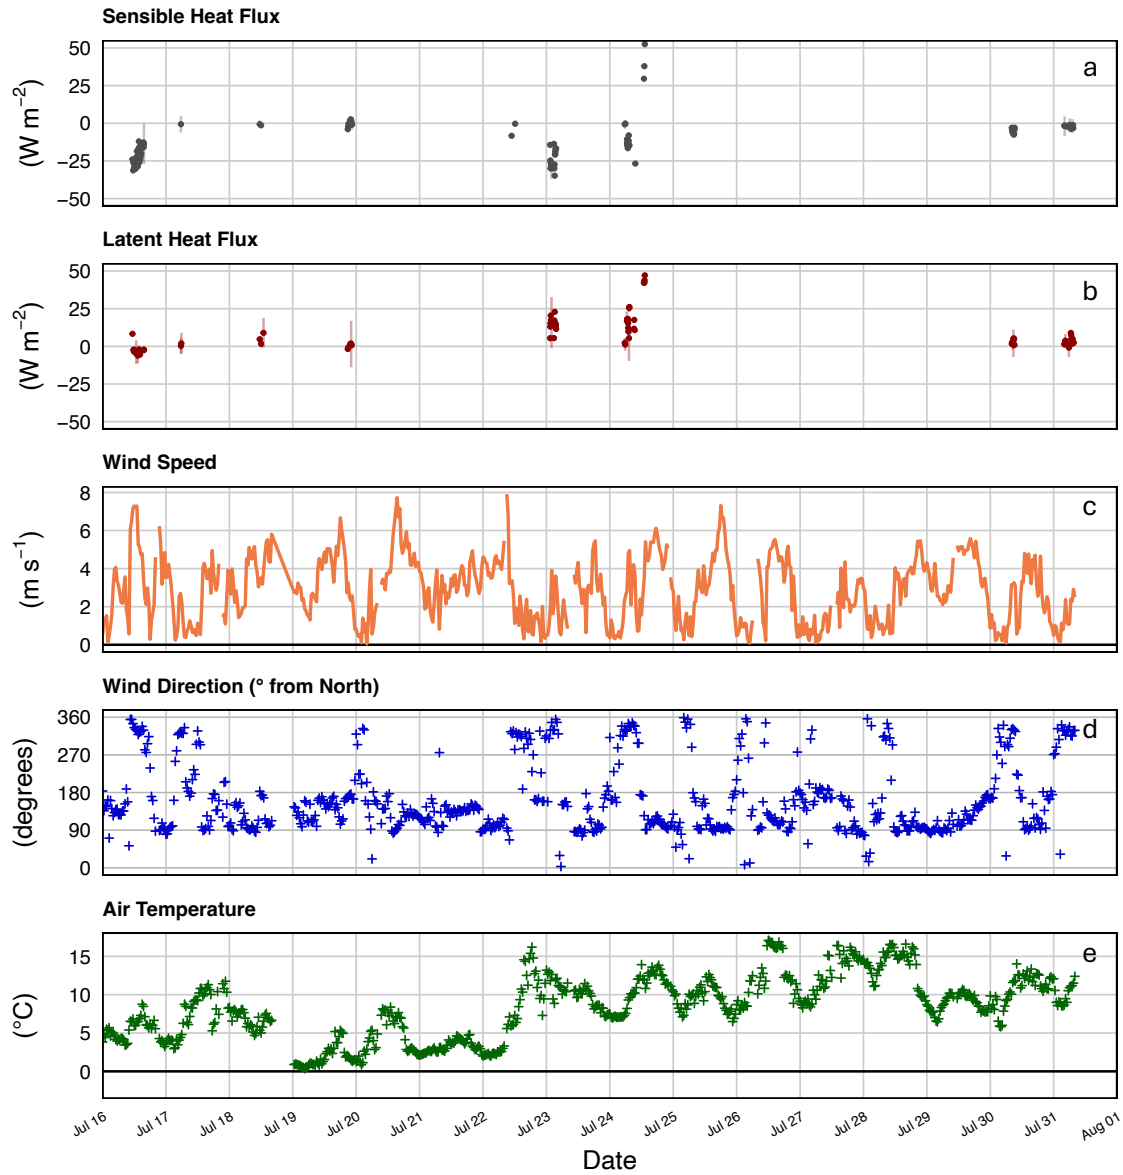 Sensible Heat Flux
a
(W m−2)
50
25
0
−25
−50
Latent Heat Flux
b
(W m−2)
50
25
0
−25
−50
Wind Speed
c
(m s−1)
8
6
4
2
0
Wind Direction (° from North)
d
(degrees)
360
270
180
90
0
Air Temperature
e
(°C)
15
10
5
0
Jul 16
Jul 17
Jul 18
Jul 19
Jul 20
Jul 21
Jul 22
Jul 23
Jul 24
Jul 25
Jul 26
Jul 27
Jul 28
Jul 29
Jul 30
Jul 31
Aug 01
Date